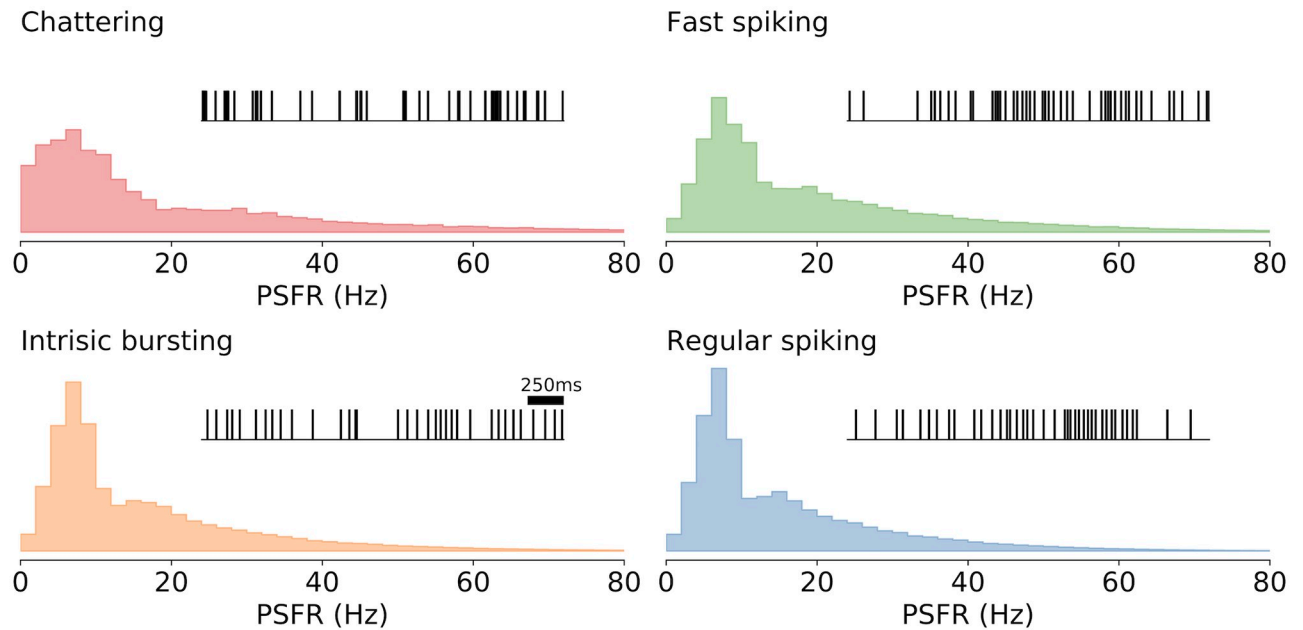 Chattering
0 20 40 60 80
PSFR (Hz)
Fast spiking
0 20 40 60 80
PSFR (Hz)
Intrisic bursting
250ms
0 20 40 60 80
PSFR (Hz)
Regular spiking
0 20 40 60 80
PSFR (Hz)